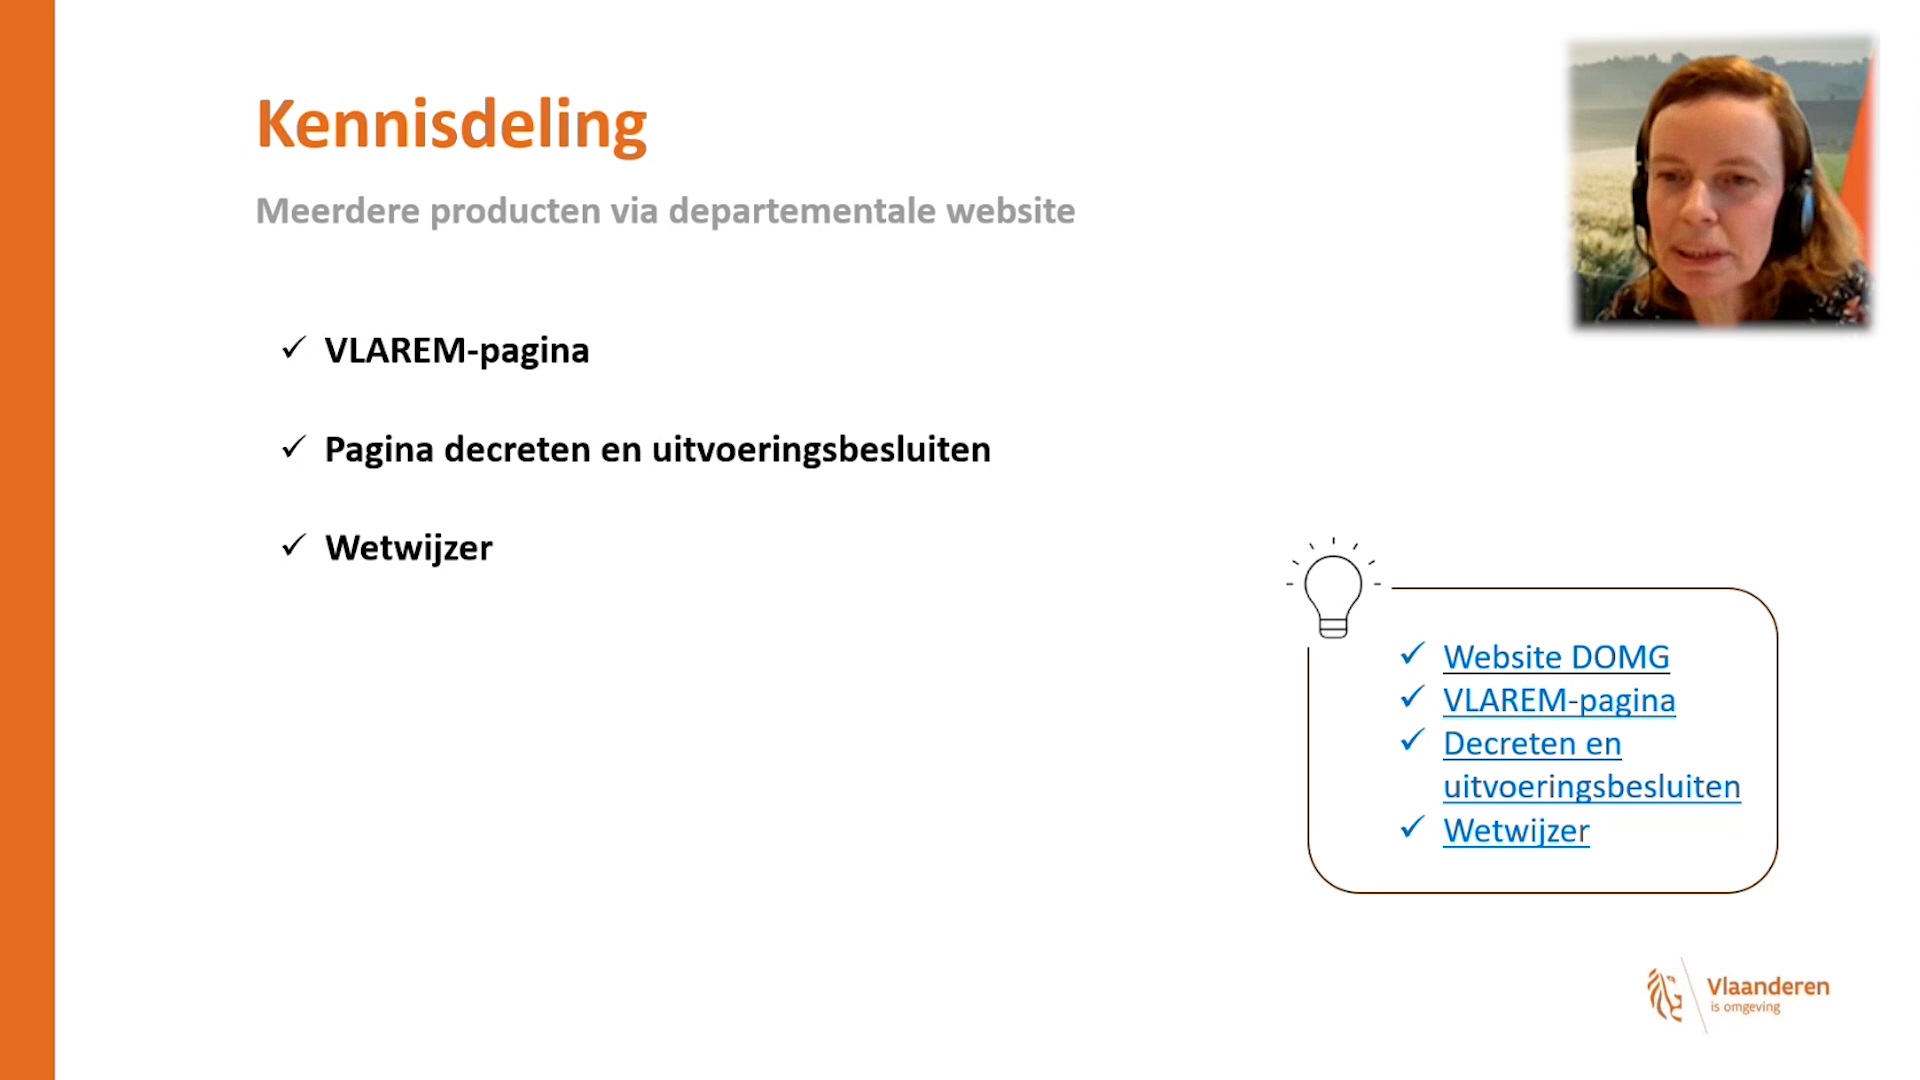 Kennisdeling
Meerdere producten via departementale website
VLAREM-pagina
Pagina decreten en uitvoeringsbesluiten
Wetwijzer
Website DOMG
VLAREM-pagina
Decreten en
uitvoeringsbesluiten
Wetwijzer
Vlaanderen
is omgeving